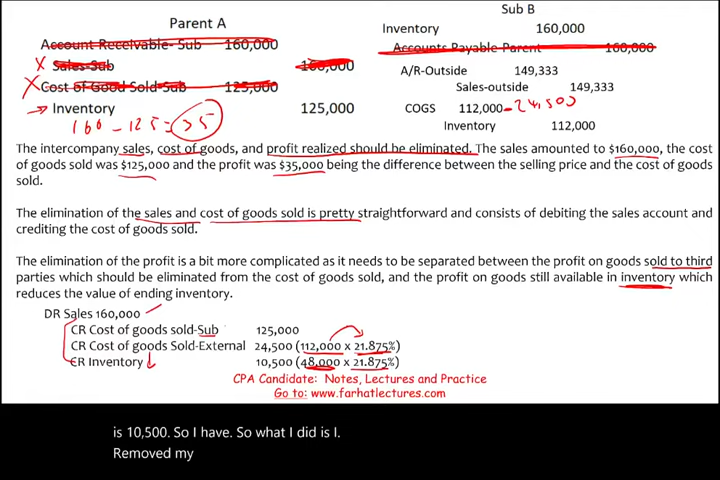 Parent A
Sub B
Account Receivable- Sub 160,000
Inventory 160,000
Accounts Payable-Parent 160,000
X Sales-Sub 160,000
A/R-Outside 149,333
X Cost of Good Sold-Sub 125,000
Sales-outside 149,333
→ Inventory 125,000
COGS 112,000 - 24,500
160 - 125 = 35
Inventory 112,000
The intercompany sales, cost of goods, and profit realized should be eliminated. The sales amounted to $160,000, the cost
of goods sold was $125,000 and the profit was $35,000 being the difference between the selling price and the cost of goods
sold.
The elimination of the sales and cost of goods sold is pretty straightforward and consists of debiting the sales account and
crediting the cost of goods sold.
The elimination of the profit is a bit more complicated as it needs to be separated between the profit on goods sold to third
parties which should be eliminated from the cost of goods sold, and the profit on goods still available in inventory which
reduces the value of ending inventory.
DR Sales 160,000
CR Cost of goods sold-Sub 125,000
CR Cost of goods Sold-External 24,500 (112,000 x 21.875%)
CR Inventory 10,500 (48,000 x 21.875%)
CPA Candidate: Notes, Lectures and Practice
Go to: www.farhatlectures.com
is 10,500. So I have. So what I did is I.
Removed my